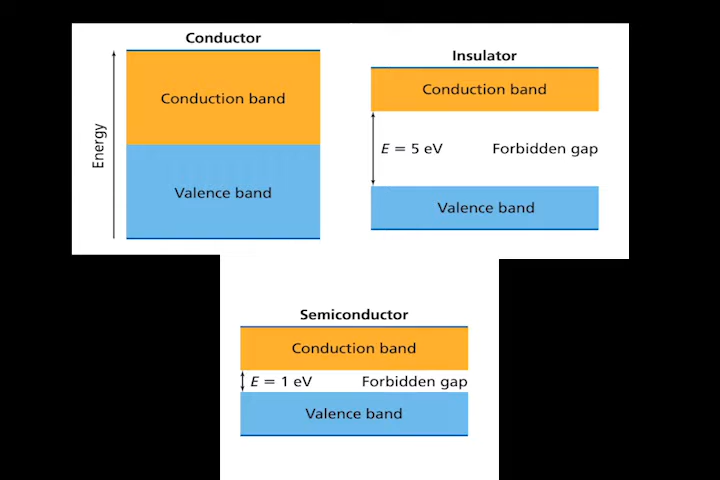 Conductor
Conduction band
Valence band
Energy
Insulator
Conduction band
E = 5 eV Forbidden gap
Valence band
Semiconductor
Conduction band
E = 1 eV Forbidden gap
Valence band